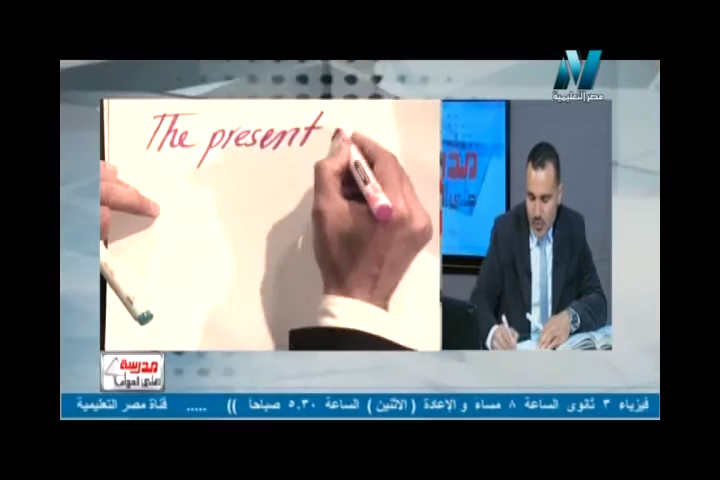 مصر التعليمية
The present
مدرسة
على الهواء
فيزياء ٣ ثانوى الساعة ٨ مساء و الإعادة ( الاثنين ) الساعة ٥.٣٠ صباحا )) ..... قناة مصر التعليمية